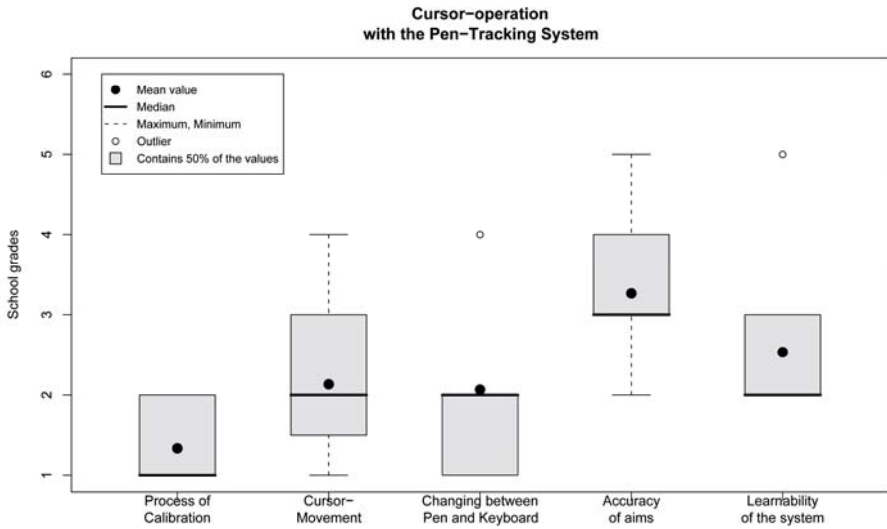 Cursor-operation
with the Pen-Tracking System
6
5
4
3
2
1
School grades
Mean value
Median
Maximum, Minimum
Outlier
Contains 50% of the values
Process of
Calibration
Cursor-
Movement
Changing between
Pen and Keyboard
Accuracy
of aims
Learnability
of the system